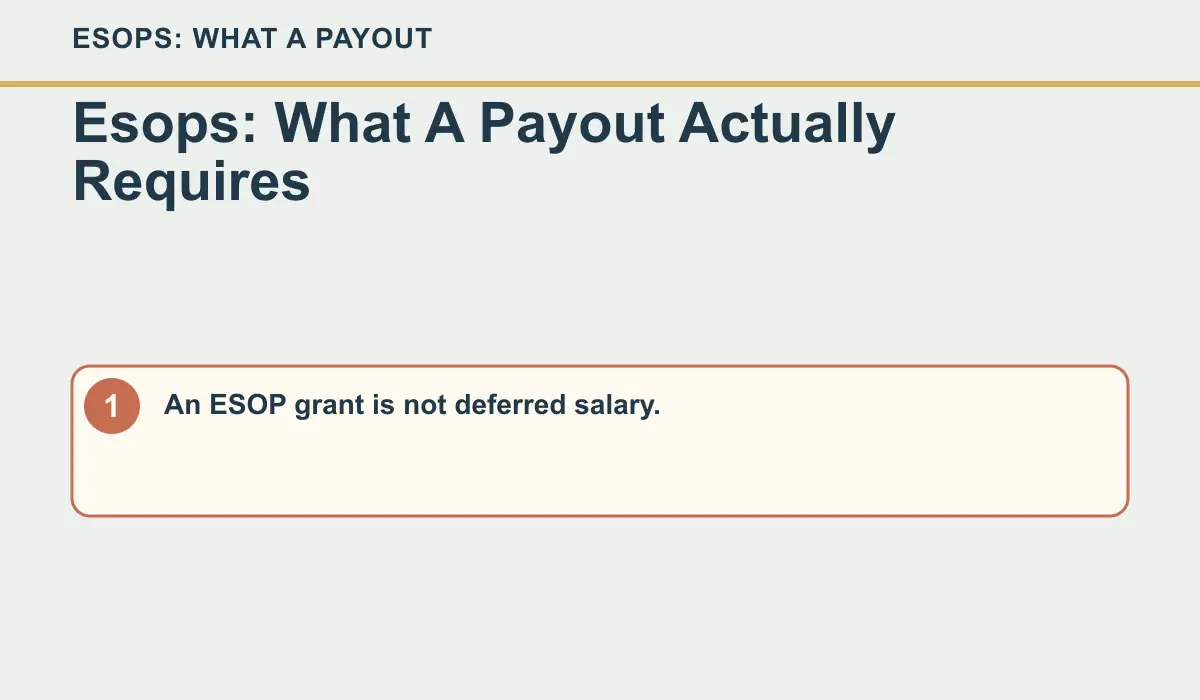 ESOPS: WHAT A PAYOUT
Esops: What A Payout Actually
Requires
1
An ESOP grant is not deferred salary.